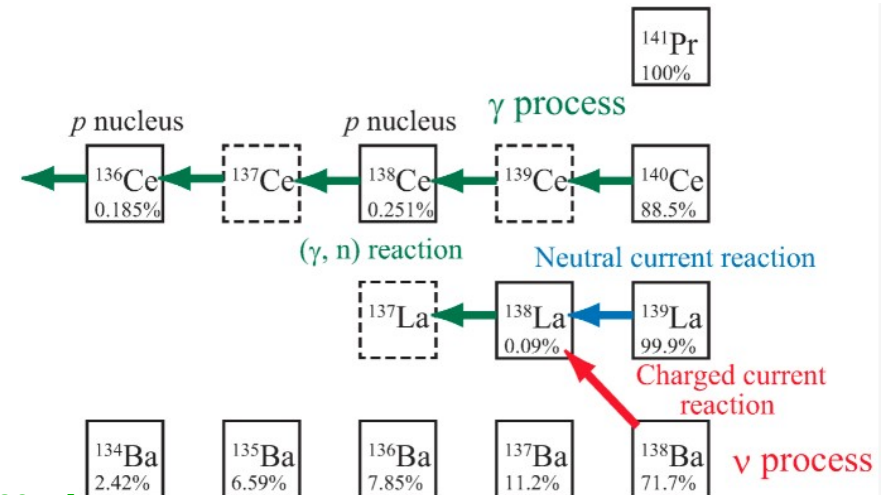 ¹⁴¹Pr
100%
γ process
p nucleus
p nucleus
¹³⁶Ce
0.185%
¹³⁷Ce
¹³⁸Ce
0.251%
¹³⁹Ce
¹⁴⁰Ce
88.5%
(γ, n) reaction
Neutral current reaction
¹³⁷La
¹³⁸La
0.09%
¹³⁹La
99.9%
Charged current
reaction
¹³⁴Ba
2.42%
¹³⁵Ba
6.59%
¹³⁶Ba
7.85%
¹³⁷Ba
11.2%
¹³⁸Ba
71.7%
ν process